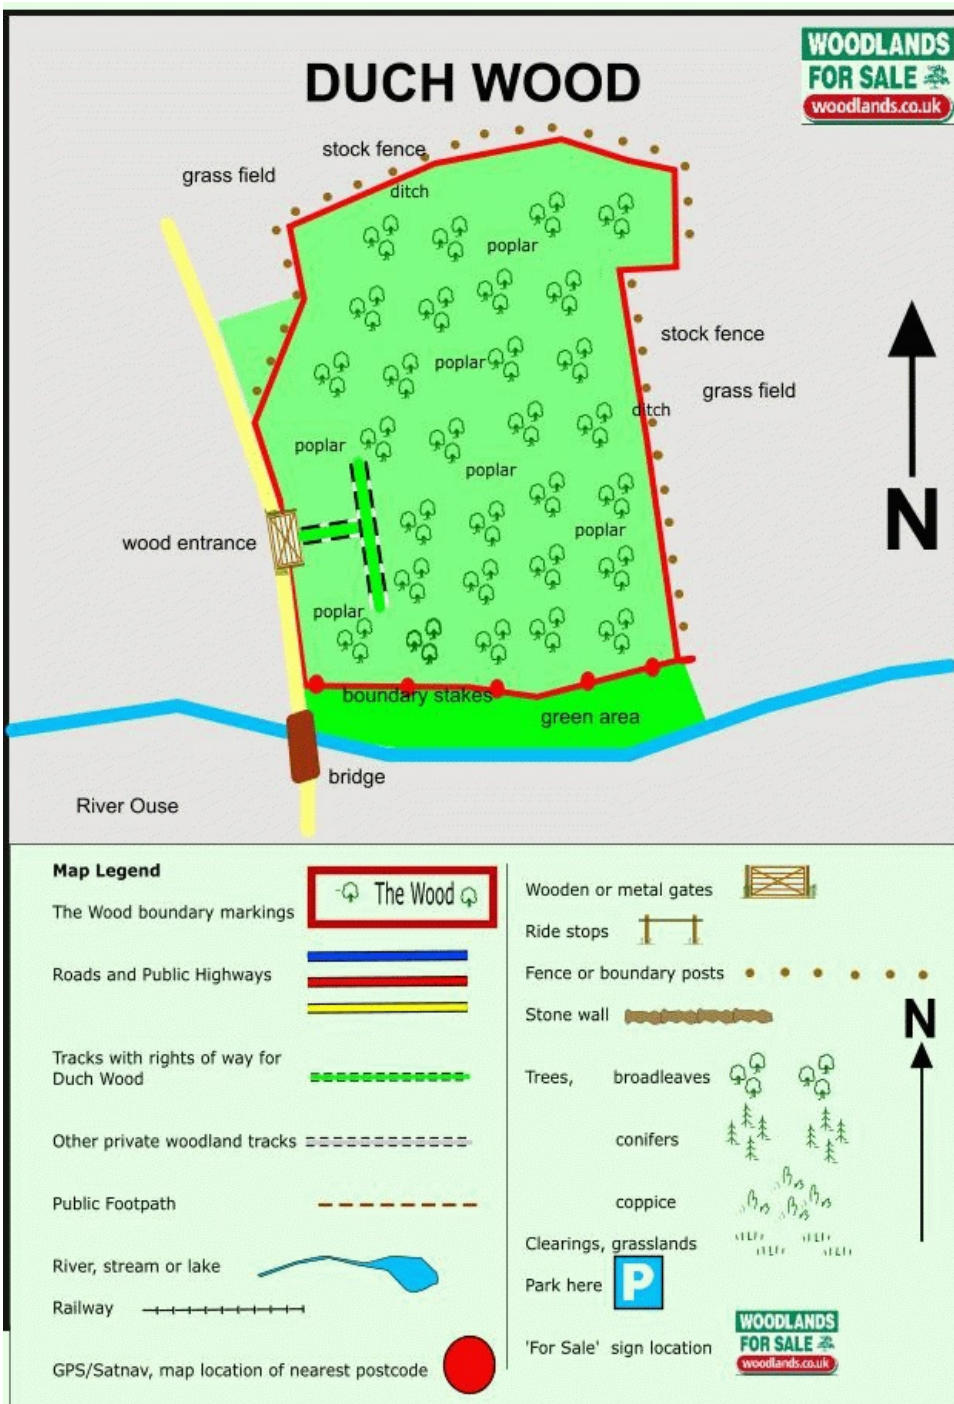 DUCH WOOD
WOODLANDS
FOR SALE
woodlands.co.uk
stock fence
grass field
ditch
poplar
stock fence
poplar
grass field
ditch
poplar
poplar
N
poplar
wood entrance
poplar
boundary stakes
green area
bridge
River Ouse
Map Legend
The Wood
The Wood boundary markings
Roads and Public Highways
Tracks with rights of way for
Duch Wood
Other private woodland tracks
Public Footpath
River, stream or lake
Railway
GPS/Satnav, map location of nearest postcode
Wooden or metal gates
Ride stops
Fence or boundary posts
Stone wall
N
Trees, broadleaves
conifers
coppice
Clearings, grasslands
Park here P
'For Sale' sign location
WOODLANDS
FOR SALE
woodlands.co.uk